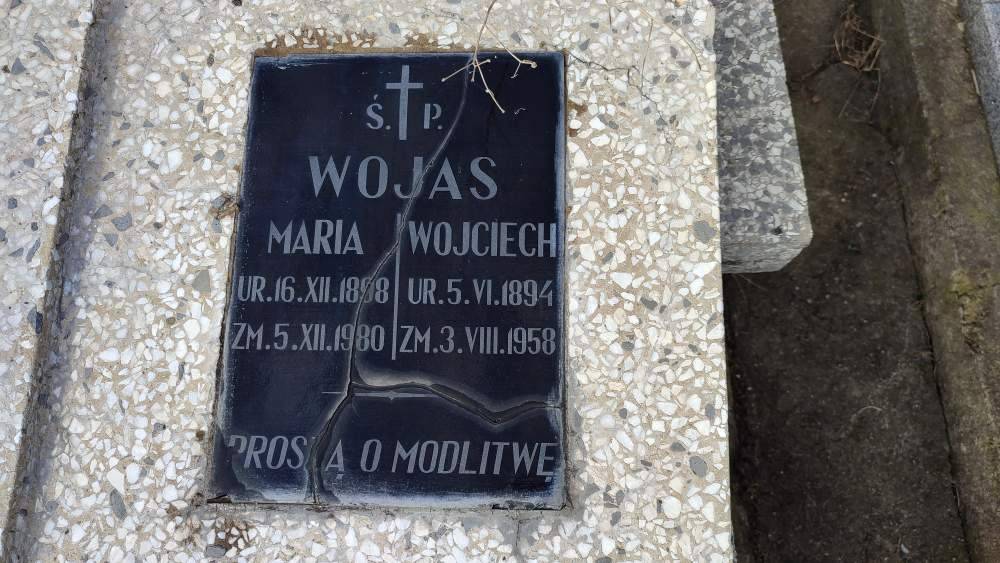 Ś. P.
WOJAS
MARIA WOJCIECH
UR.16.XII.1898 UR.5.VI.1894
ZM.5.XII.1980 ZM.3.VIII.1958
PROSZĄ O MODLITWĘ